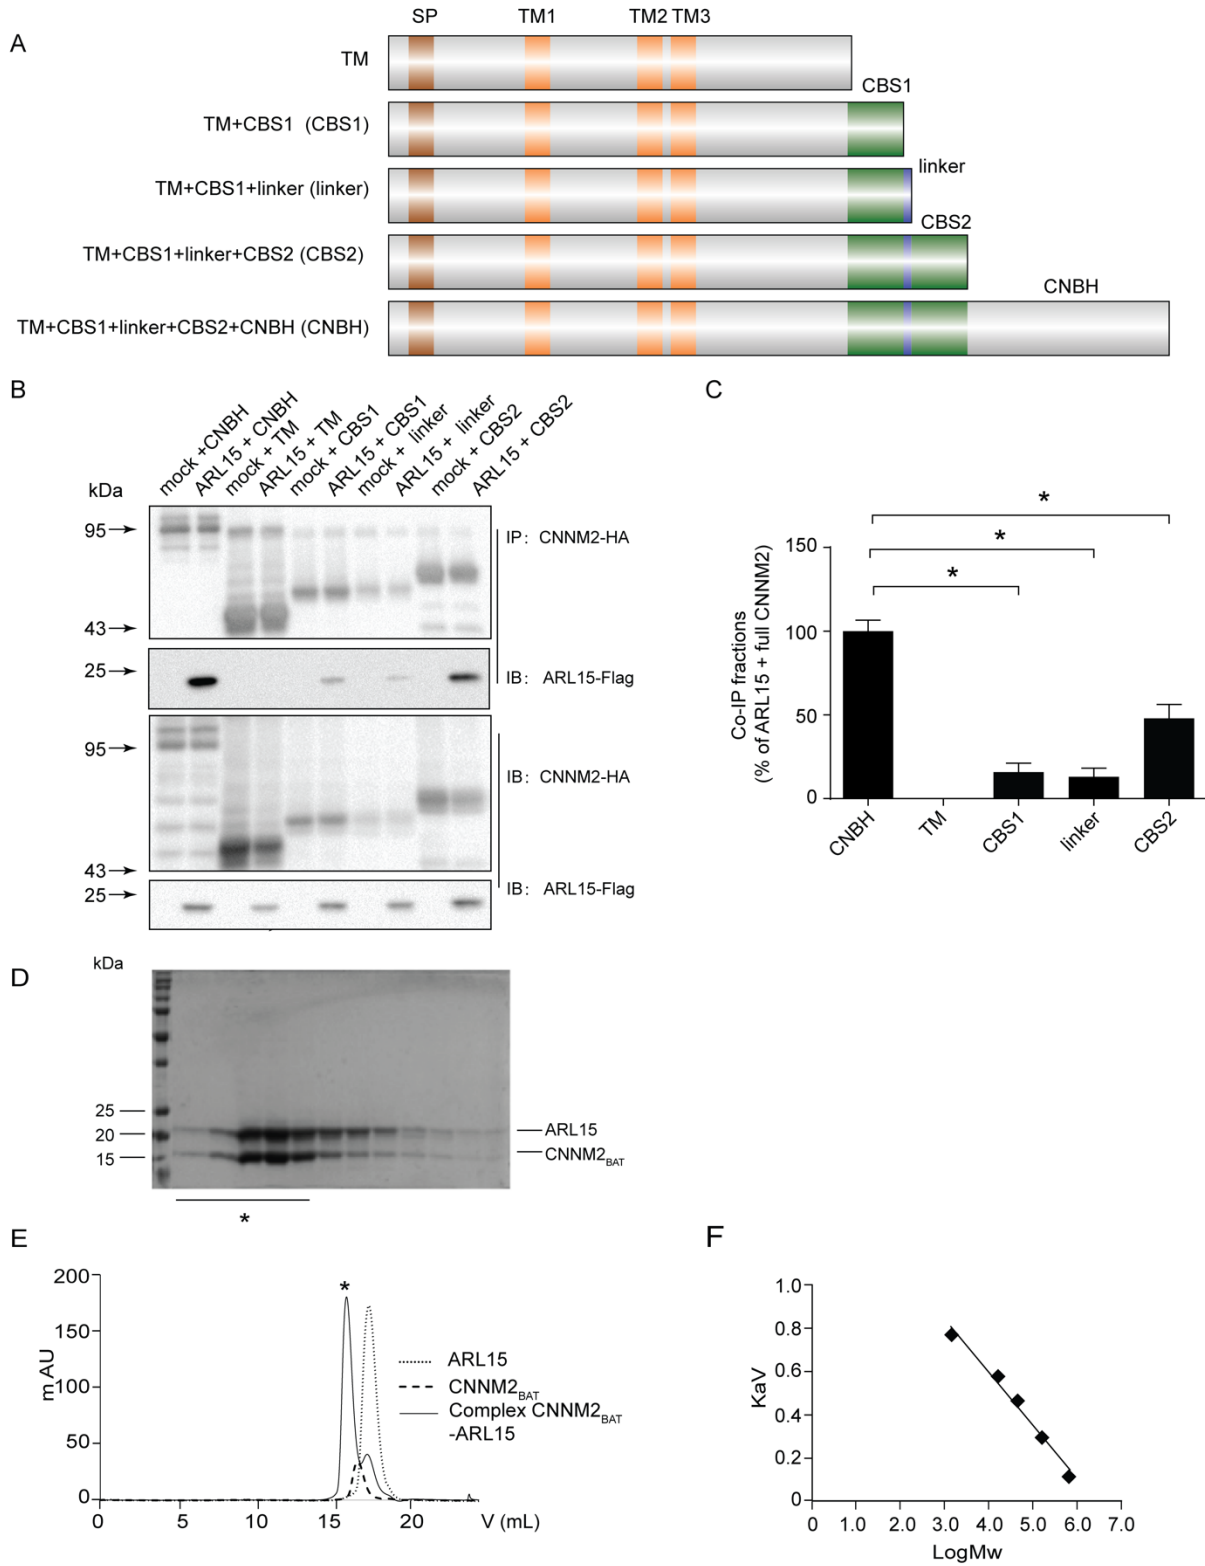 A
SP TM1 TM2 TM3
TM
CBS1
TM+CBS1 (CBS1)
linker
TM+CBS1+linker (linker)
CBS2
TM+CBS1+linker+CBS2 (CBS2)
CNBH
TM+CBS1+linker+CBS2+CNBH (CNBH)
B
mock +CNBH
ARL15 + CNBH
mock + TM
ARL15 + TM
mock + CBS1
ARL15 + CBS1
mock + linker
ARL15 + linker
mock + CBS2
ARL15 + CBS2
kDa
95
IP: CNNM2-HA
43
25
IB: ARL15-Flag
95
IB: CNNM2-HA
43
25
IB: ARL15-Flag
C
*
*
*
Co-IP fractions
(% of ARL15 + full CNNM2)
150
100
50
0
CNBH
TM
CBS1
linker
CBS2
D
kDa
25
20
15
ARL15
CNNM2BAT
*
E
mAU
200
150
100
50
0
*
ARL15
CNNM2BAT
Complex CNNM2BAT
-ARL15
0 5 10 15 20
V (mL)
F
KaV
1.0
0.8
0.6
0.4
0.2
0
0 1.0 2.0 3.0 4.0 5.0 6.0 7.0
LogMw